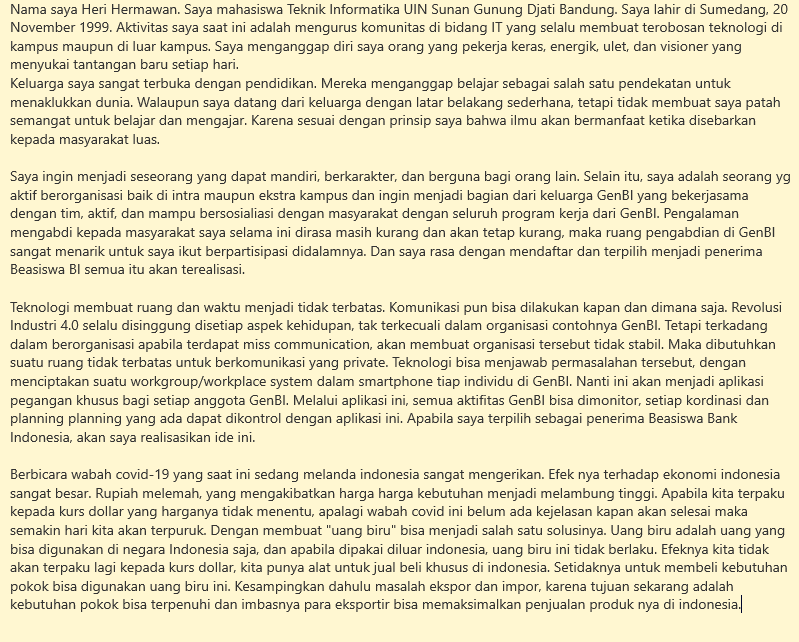 Nama saya Heri Hermawan. Saya mahasiswa Teknik Informatika UIN Sunan Gunung Djati Bandung. Saya lahir di Sumedang, 20
November 1999. Aktivitas saya saat ini adalah mengurus komunitas di bidang IT yang selalu membuat terobosan teknologi di
kampus maupun di luar kampus. Saya menganggap diri saya orang yang pekerja keras, energik, ulet, dan visioner yang
menyukai tantangan baru setiap hari.
Keluarga saya sangat terbuka dengan pendidikan. Mereka menganggap belajar sebagai salah satu pendekatan untuk
menaklukkan dunia. Walaupun saya datang dari keluarga dengan latar belakang sederhana, tetapi tidak membuat saya patah
semangat untuk belajar dan mengajar. Karena sesuai dengan prinsip saya bahwa ilmu akan bermanfaat ketika disebarkan
kepada masyarakat luas.

Saya ingin menjadi seseorang yang dapat mandiri, berkarakter, dan berguna bagi orang lain. Selain itu, saya adalah seorang yg
aktif berorganisasi baik di intra maupun ekstra kampus dan ingin menjadi bagian dari keluarga GenBI yang bekerjasama
dengan tim, aktif, dan mampu bersosialiasi dengan masyarakat dengan seluruh program kerja dari GenBI. Pengalaman
mengabdi kepada masyarakat saya selama ini dirasa masih kurang dan akan tetap kurang, maka ruang pengabdian di GenBI
sangat menarik untuk saya ikut berpartisipasi didalamnya. Dan saya rasa dengan mendaftar dan terpilih menjadi penerima
Beasiswa BI semua itu akan terealisasi.

Teknologi membuat ruang dan waktu menjadi tidak terbatas. Komunikasi pun bisa dilakukan kapan dan dimana saja. Revolusi
Industri 4.0 selalu disinggung disetiap aspek kehidupan, tak terkecuali dalam organisasi contohnya GenBI. Tetapi terkadang
dalam berorganisasi apabila terdapat miss communication, akan membuat organisasi tersebut tidak stabil. Maka dibutuhkan
suatu ruang tidak terbatas untuk berkomunikasi yang private. Teknologi bisa menjawab permasalahan tersebut, dengan
menciptakan suatu workgroup/workplace system dalam smartphone tiap individu di GenBI. Nanti ini akan menjadi aplikasi
pegangan khusus bagi setiap anggota GenBI. Melalui aplikasi ini, semua aktifitas GenBI bisa dimonitor, setiap kordinasi dan
planning planning yang ada dapat dikontrol dengan aplikasi ini. Apabila saya terpilih sebagai penerima Beasiswa Bank
Indonesia, akan saya realisasikan ide ini.

Berbicara wabah covid-19 yang saat ini sedang melanda indonesia sangat mengerikan. Efek nya terhadap ekonomi indonesia
sangat besar. Rupiah melemah, yang mengakibatkan harga harga kebutuhan menjadi melambung tinggi. Apabila kita terpaku
kepada kurs dollar yang harganya tidak menentu, apalagi wabah covid ini belum ada kejelasan kapan akan selesai maka
semakin hari kita akan terpuruk. Dengan membuat "uang biru" bisa menjadi salah satu solusinya. Uang biru adalah uang yang
bisa digunakan di negara Indonesia saja, dan apabila dipakai diluar indonesia, uang biru ini tidak berlaku. Efeknya kita tidak
akan terpaku lagi kepada kurs dollar, kita punya alat untuk jual beli khusus di indonesia. Setidaknya untuk membeli kebutuhan
pokok bisa digunakan uang biru ini. Kesampingkan dahulu masalah ekspor dan impor, karena tujuan sekarang adalah
kebutuhan pokok bisa terpenuhi dan imbasnya para eksportir bisa memaksimalkan penjualan produk nya di indonesia.